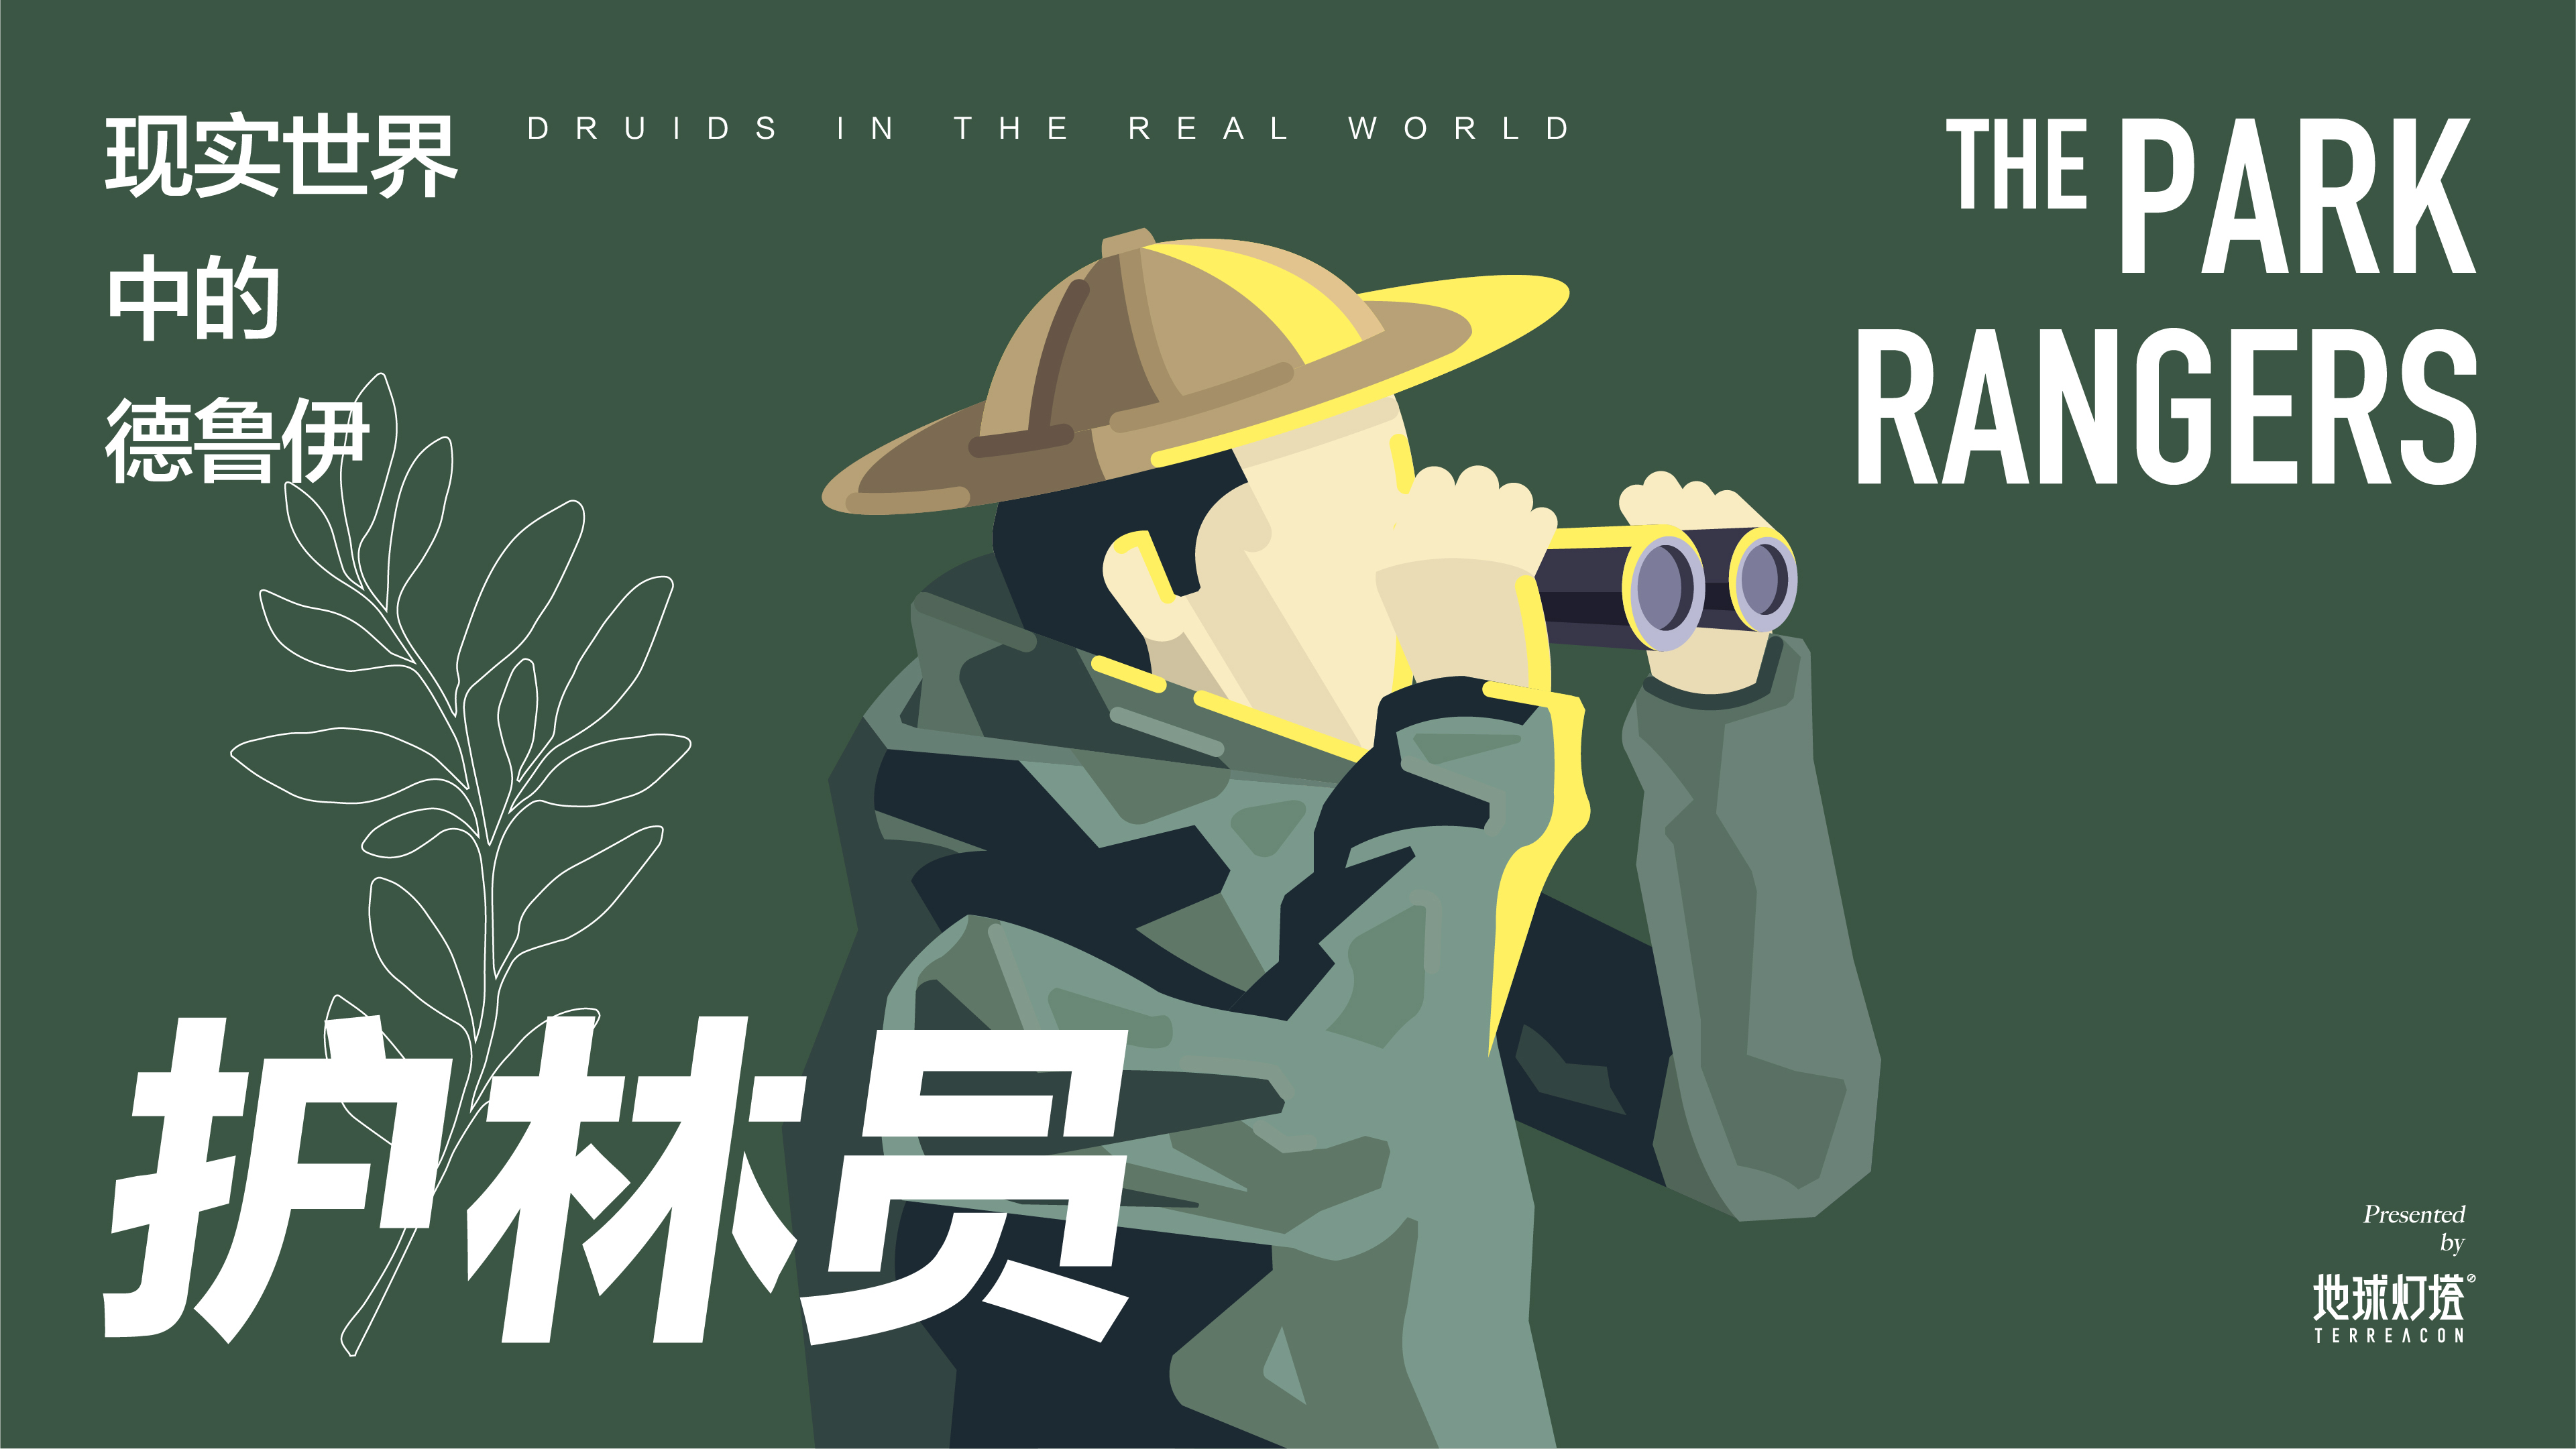 现实世界
中的
德鲁伊
DRUIDS IN THE REAL WORLD
THE PARK
RANGERS
护林员
Presented
by
地球灯塔
TERREACON